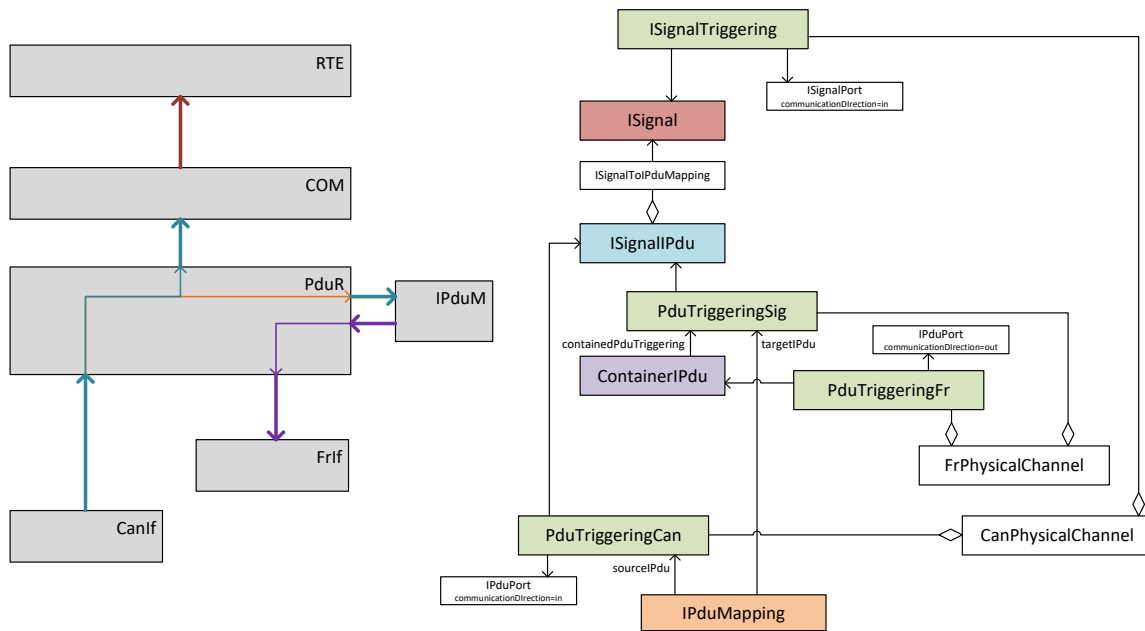 RTE
COM
PduR
IPduM
FrIf
CanIf
ISignalTriggering
ISignalPort
communicationDIrection=in
ISignal
ISignalToIPduMapping
ISignalIPdu
PduTriggeringSig
containedPduTriggering
targetIPdu
IPduPort
communicationDIrection=out
ContainerIPdu
PduTriggeringFr
FrPhysicalChannel
PduTriggeringCan
CanPhysicalChannel
sourceIPdu
IPduPort
communicationDIrection=in
IPduMapping